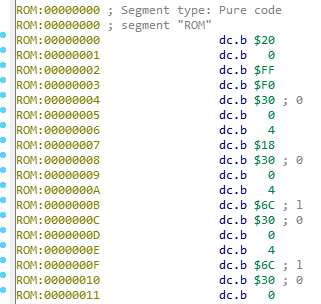 ROM:00000000 ; Segment type: Pure code
ROM:00000000 ; segment "ROM"
ROM:00000000 dc.b $20
ROM:00000001 dc.b 0
ROM:00000002 dc.b $FF
ROM:00000003 dc.b $F0
ROM:00000004 dc.b $30 ; 0
ROM:00000005 dc.b 0
ROM:00000006 dc.b 4
ROM:00000007 dc.b $18
ROM:00000008 dc.b $30 ; 0
ROM:00000009 dc.b 0
ROM:0000000A dc.b 4
ROM:0000000B dc.b $6C ; l
ROM:0000000C dc.b $30 ; 0
ROM:0000000D dc.b 0
ROM:0000000E dc.b 4
ROM:0000000F dc.b $6C ; l
ROM:00000010 dc.b $30 ; 0
ROM:00000011 dc.b 0